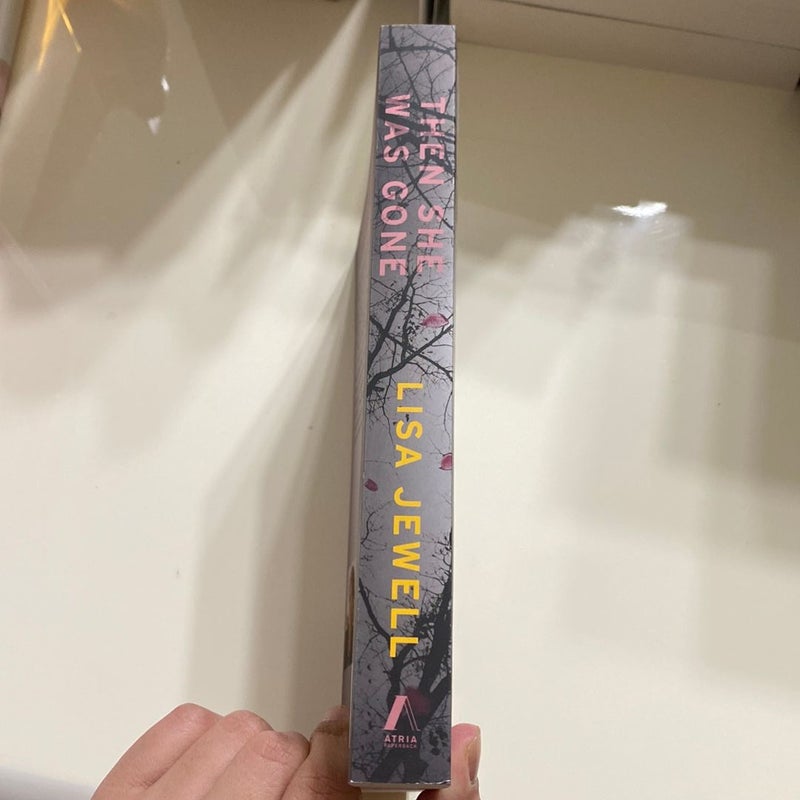 THEN SHE
WAS GONE
LISA JEWELL
ATRIA
PAPERBACK